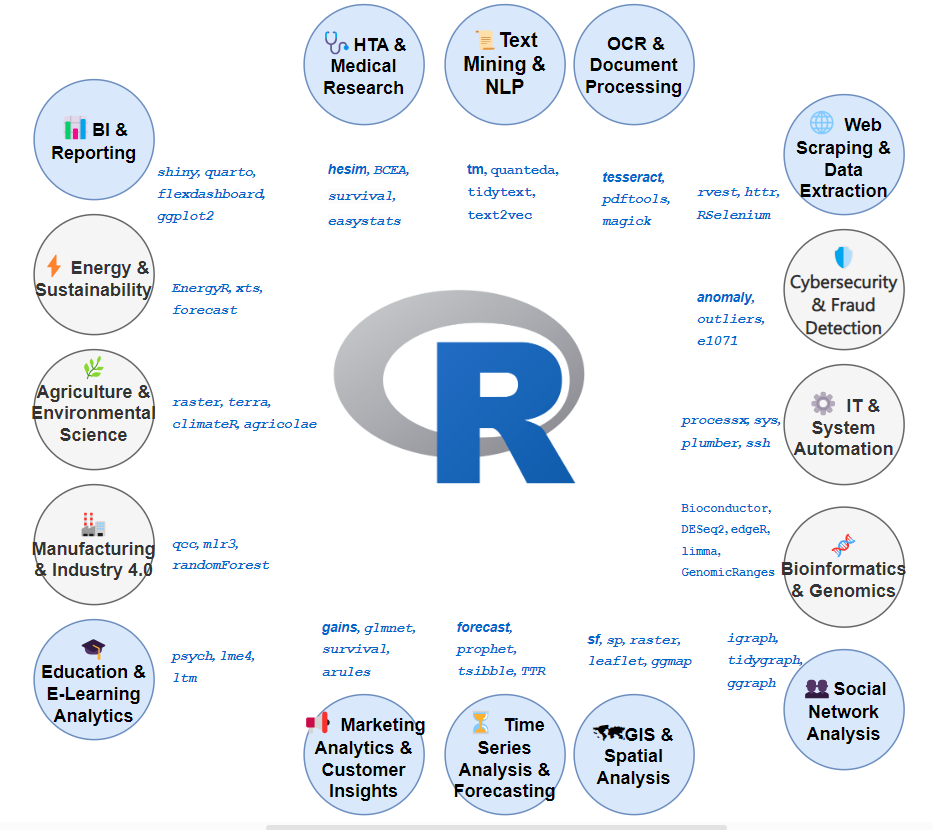 HTA &
Medical
Research
Text
Mining &
NLP
OCR &
Document
Processing
BI &
Reporting
Web
Scraping &
Data
Extraction
shiny, quarto,
flexdashboard,
ggplot2
hesim, BCEA,
survival,
easystats
tm, quanteda,
tidytext,
text2vec
tesseract,
pdftools,
magick
rvest, httr,
RSelenium
Energy &
Sustainability
EnergyR, xts,
forecast
anomaly,
outliers,
e1071
Cybersecurity
& Fraud
Detection
Agriculture &
Environmental
Science
raster, terra,
climateR, agricolae
R
processx, sys,
plumber, ssh
IT &
System
Automation
Manufacturing
& Industry 4.0
qcc, mlr3,
randomForest
Bioconductor,
DESeq2, edgeR,
limma,
GenomicRanges
Bioinformatics
& Genomics
Education &
E-Learning
Analytics
psych, lme4,
ltm
gains, glmnet,
survival,
arules
forecast,
prophet,
tsibble, TTR
sf, sp, raster,
leaflet, ggmap
igraph,
tidygraph,
ggraph
Social
Network
Analysis
Marketing
Analytics &
Customer
Insights
Time
Series
Analysis &
Forecasting
GIS &
Spatial
Analysis